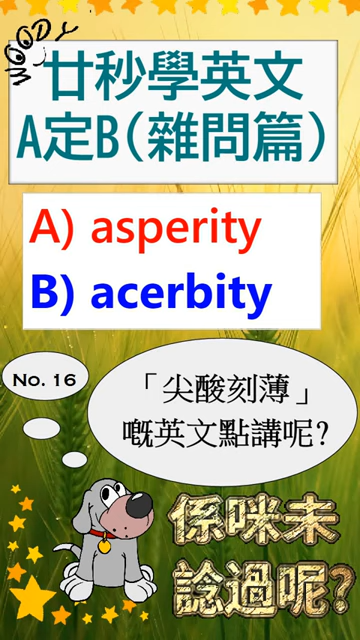 WOODY
廿秒學英文
A定B(雜問篇)
A) asperity
B) acerbity
No. 16
「尖酸刻薄」
嘅英文點講呢?
係咪未
諗過呢?